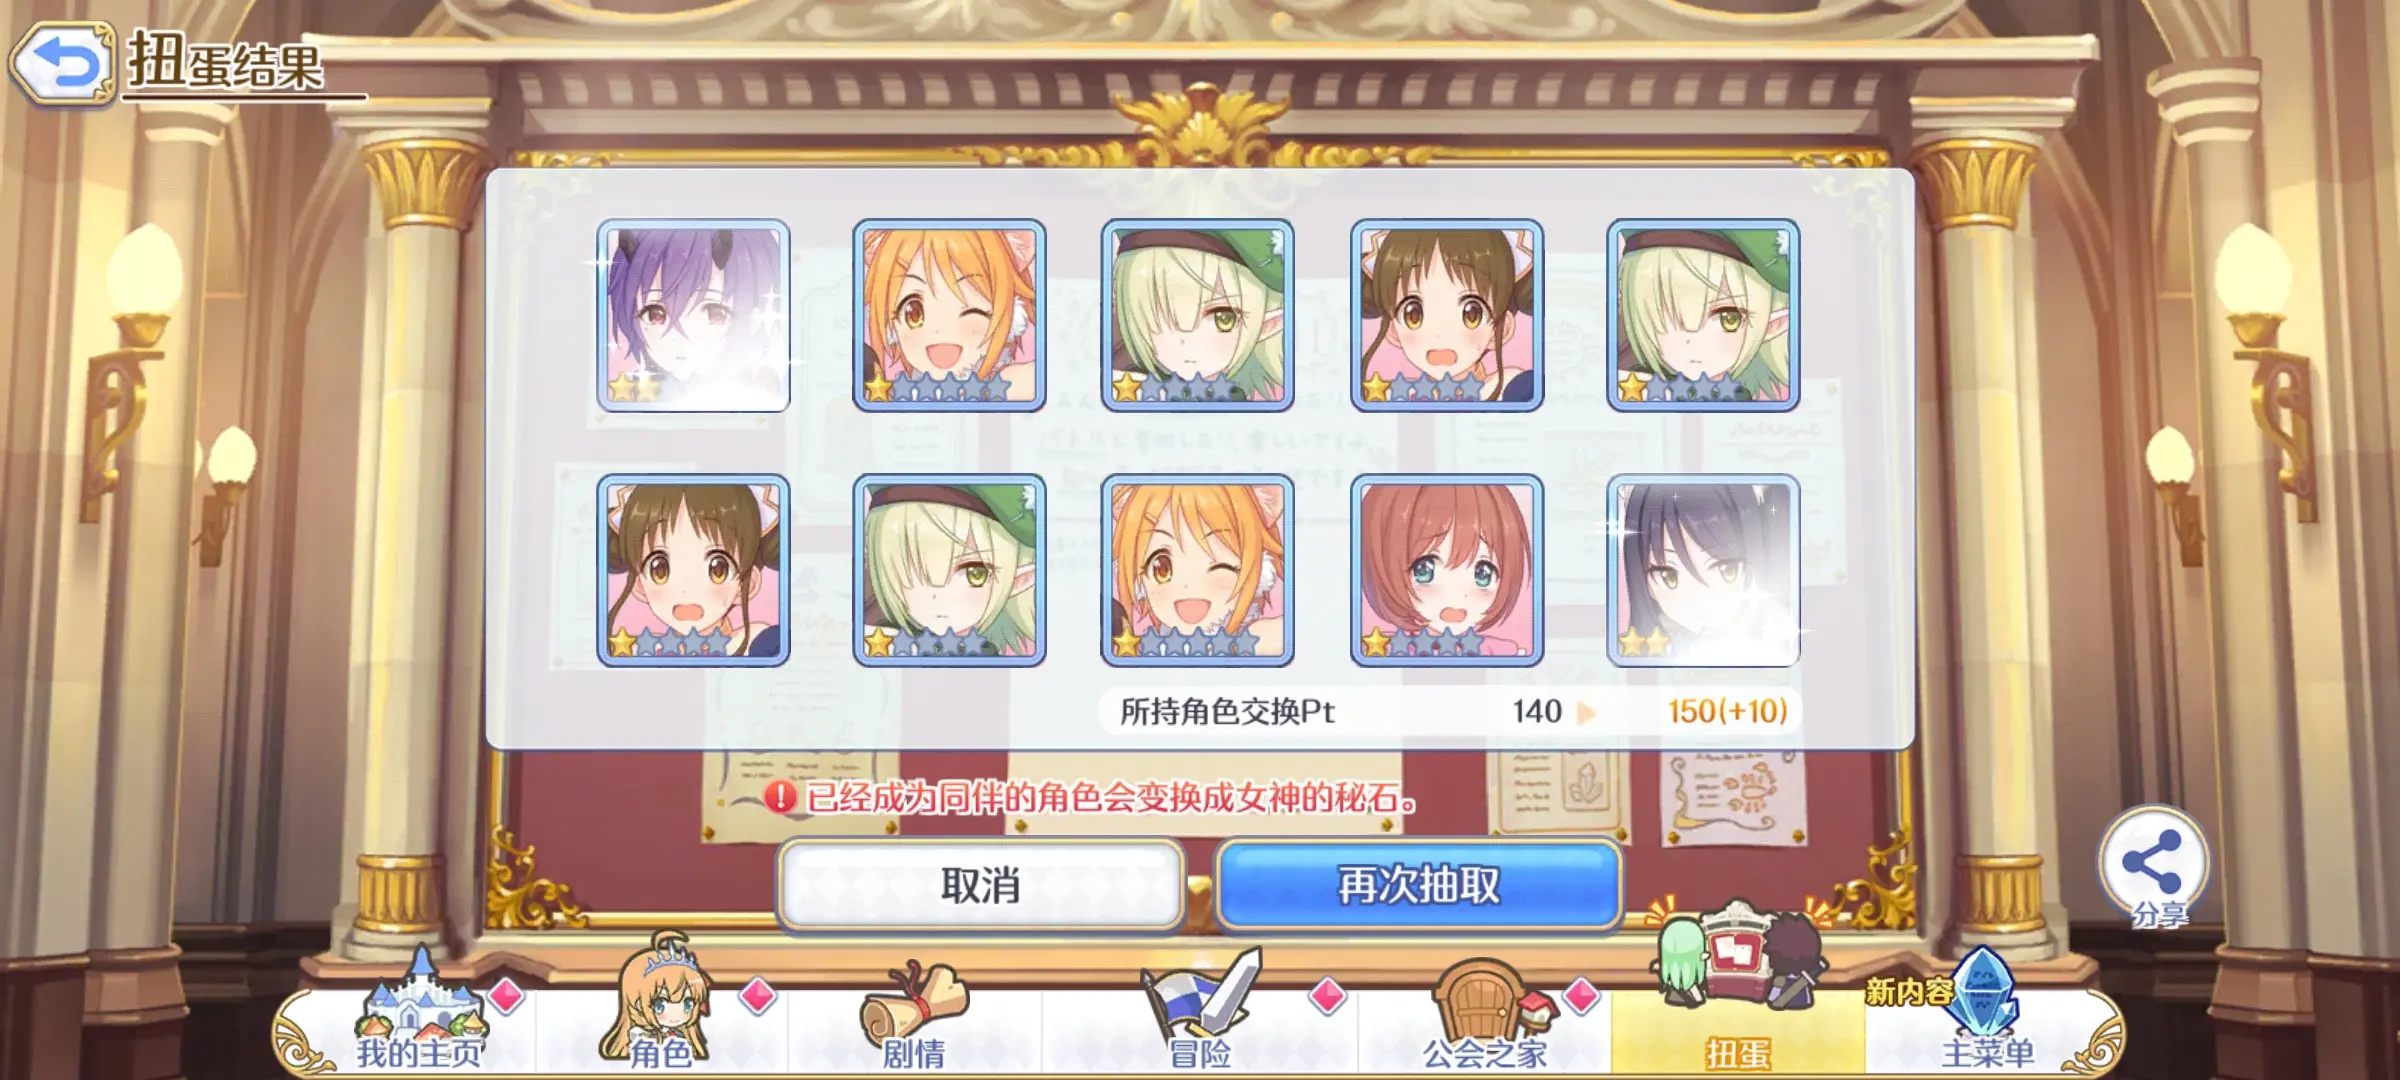 扭蛋结果
所持角色交换Pt 140 150(+10)
已经成为同伴的角色会变换成女神的秘石。
取消
再次抽取
分享
新内容
我的主页
角色
剧情
冒险
公会之家
扭蛋
主菜单